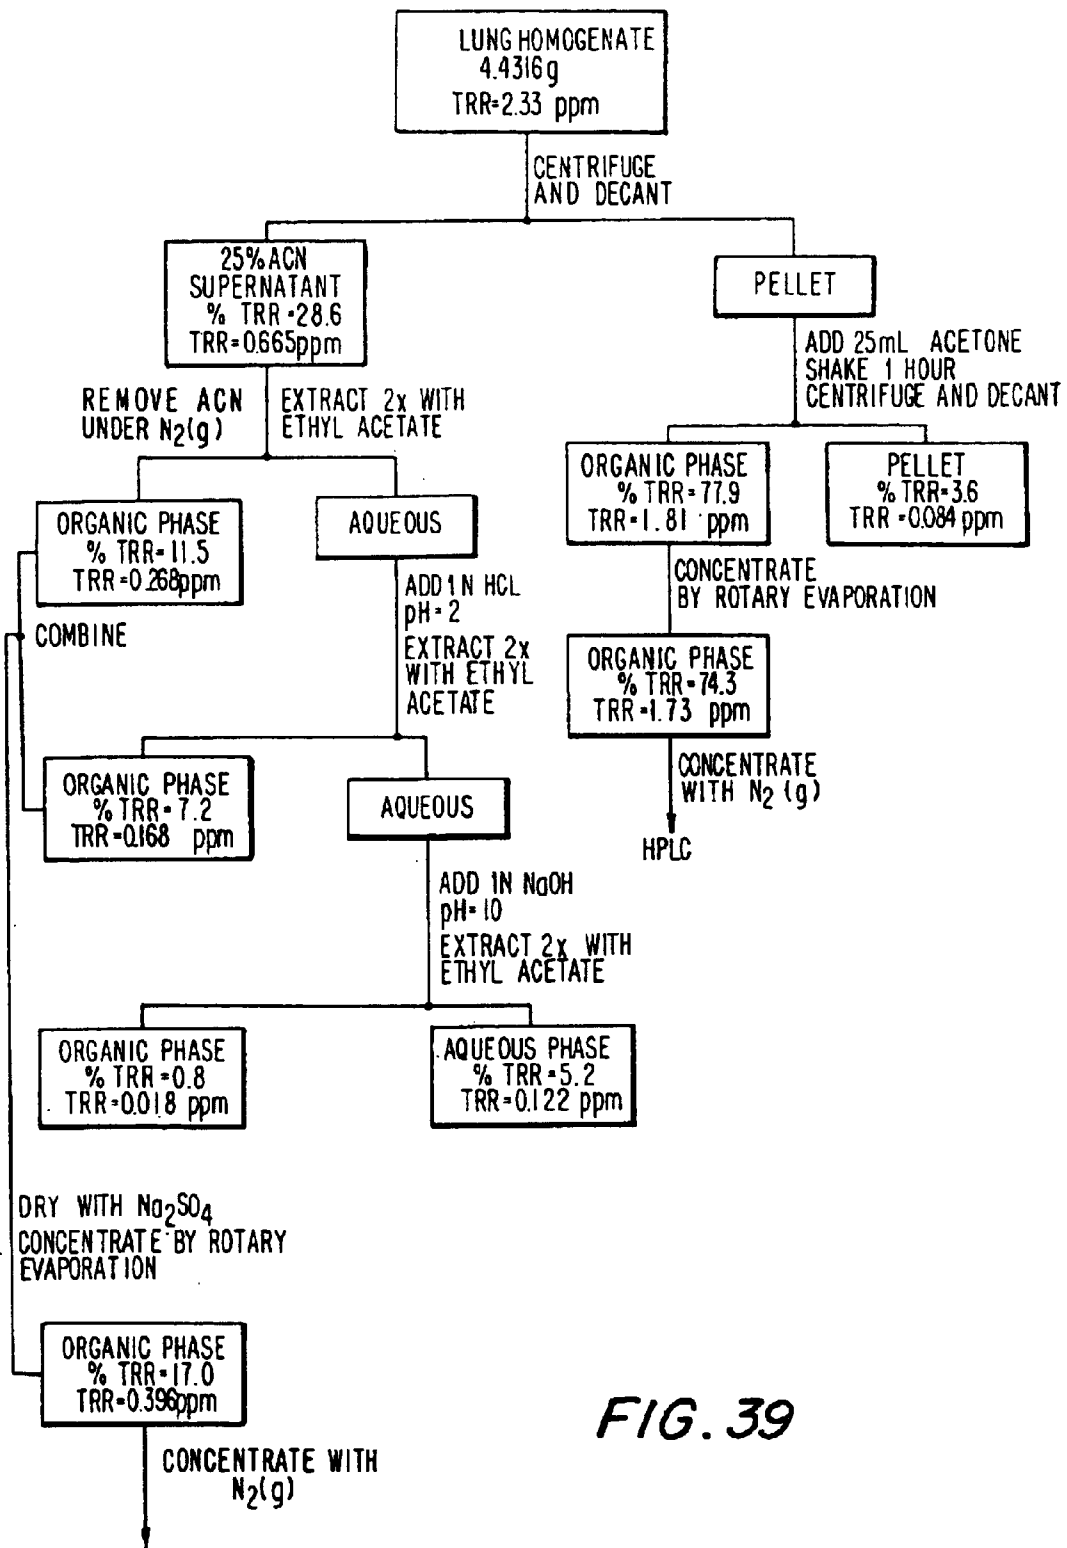 LUNG HOMOGENATE
4.4316g
TRR=2.33 ppm
CENTRIFUGE
AND DECANT
25%ACN
SUPERNATANT
% TRR=28.6
TRR=0.665ppm
PELLET
ADD 25mL ACETONE
SHAKE 1 HOUR
CENTRIFUGE AND DECANT
REMOVE ACN
UNDER N2(g)
EXTRACT 2x WITH
ETHYL ACETATE
ORGANIC PHASE
% TRR=77.9
TRR=1.81 ppm
PELLET
% TRR=3.6
TRR=0.084 ppm
ORGANIC PHASE
% TRR=11.5
TRR=0.268ppm
AQUEOUS
CONCENTRATE
BY ROTARY EVAPORATION
ADD 1N HCL
pH=2
EXTRACT 2x
WITH ETHYL
ACETATE
COMBINE
ORGANIC PHASE
% TRR=74.3
TRR=1.73 ppm
CONCENTRATE
WITH N2 (g)
HPLC
ORGANIC PHASE
% TRR=7.2
TRR=0.168 ppm
AQUEOUS
ADD 1N NaOH
pH=10
EXTRACT 2x WITH
ETHYL ACETATE
ORGANIC PHASE
% TRR=0.8
TRR=0.018 ppm
AQUEOUS PHASE
% TRR=5.2
TRR=0.122 ppm
DRY WITH Na2SO4
CONCENTRATE BY ROTARY
EVAPORATION
ORGANIC PHASE
% TRR=17.0
TRR=0.396ppm
CONCENTRATE WITH
N2(g)
FIG. 39